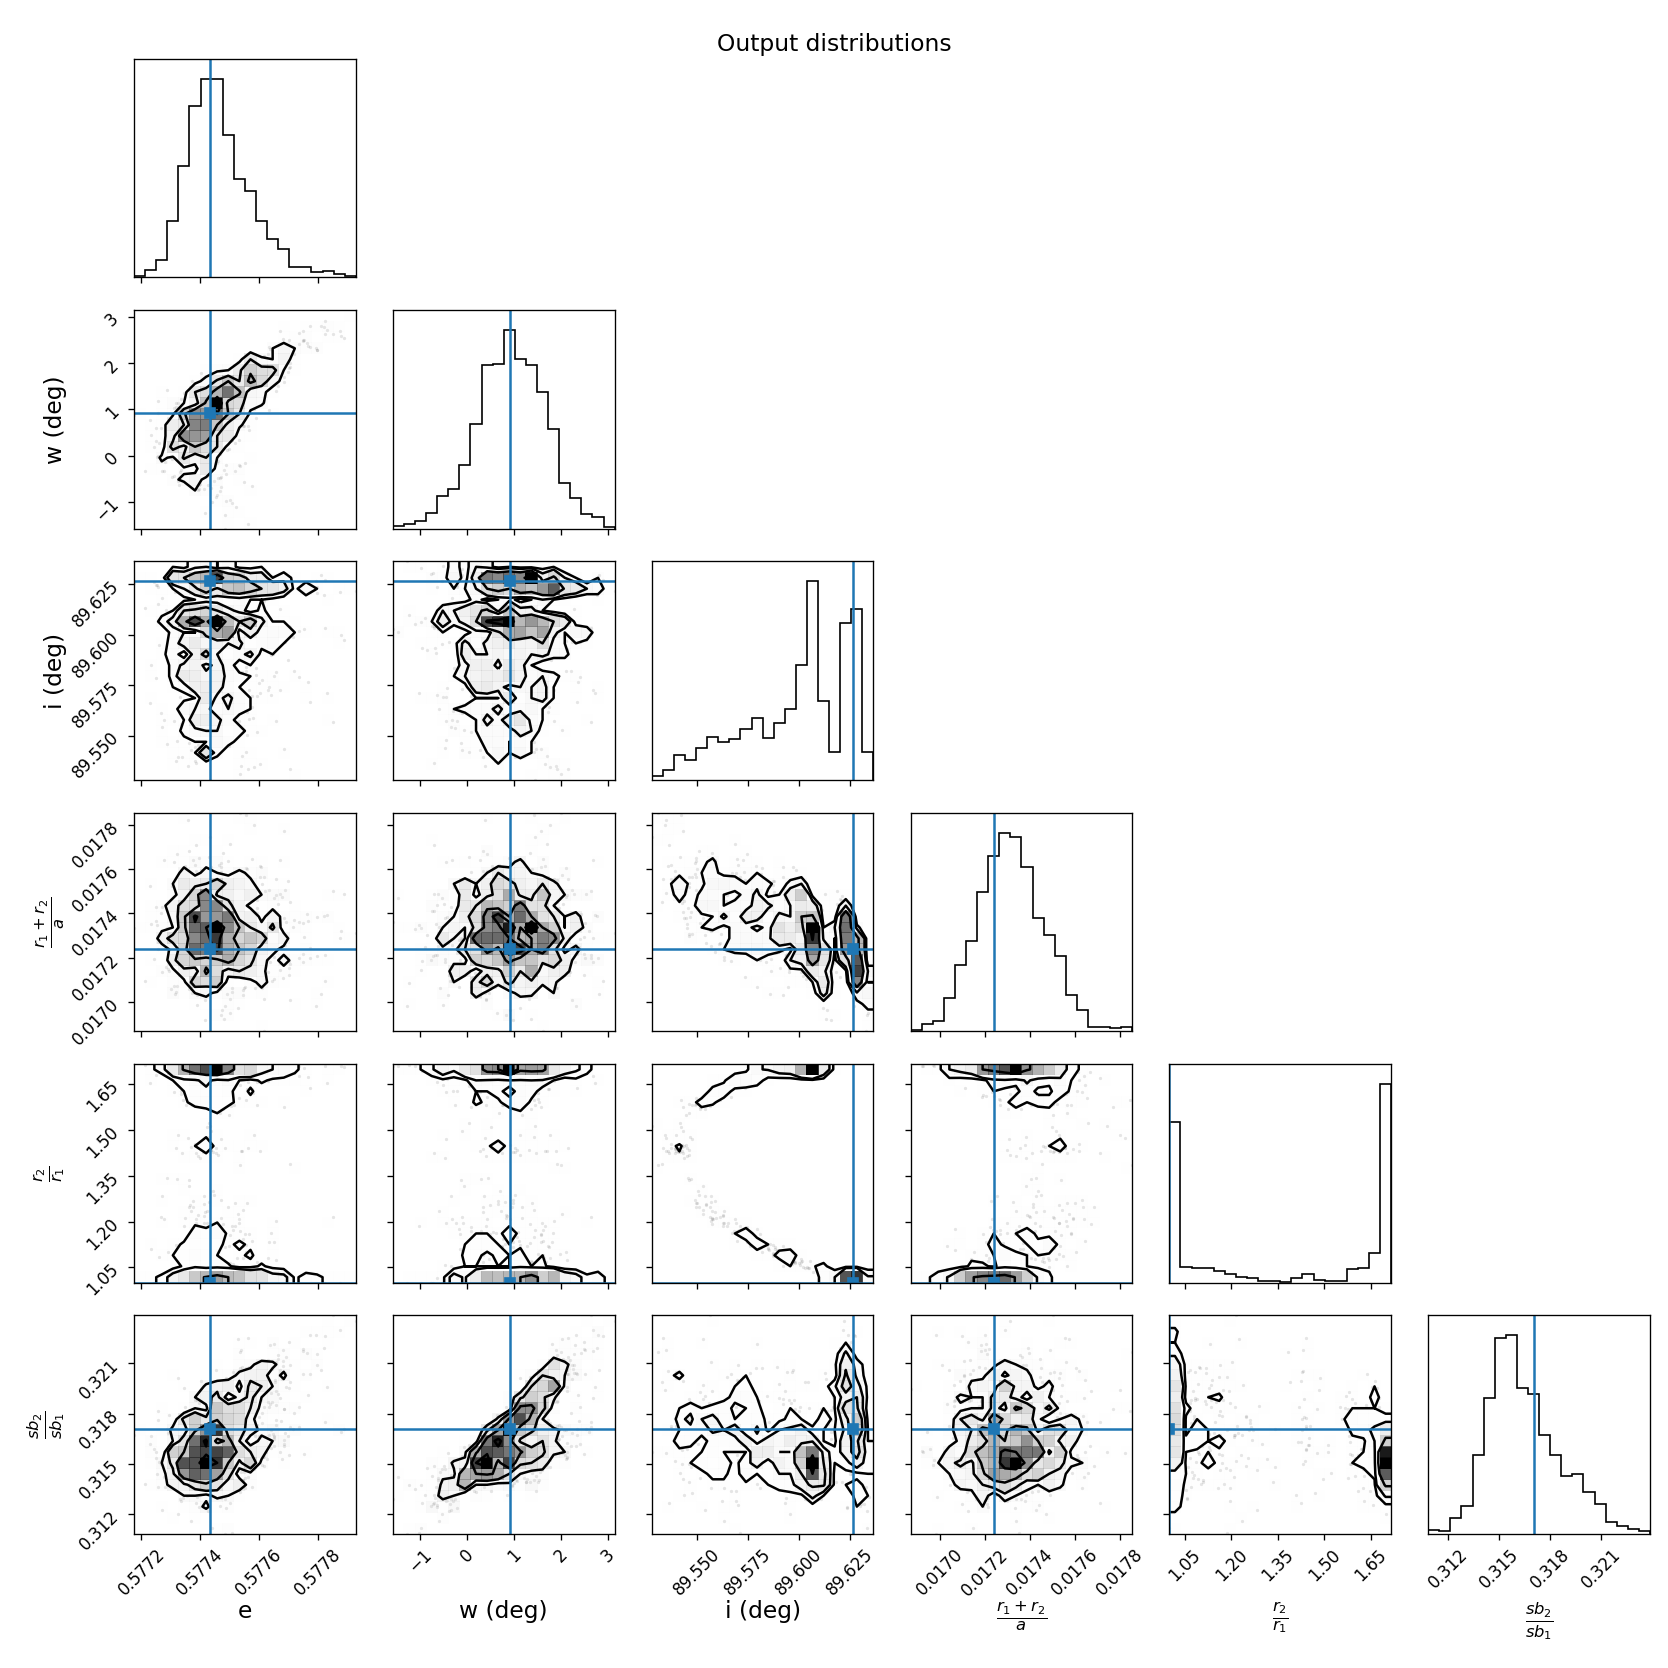 Output distributions
w (deg)
3
2
1
0
−1
i (deg)
89.625
89.600
89.575
89.550
r₁ + r₂
a
0.0178
0.0176
0.0174
0.0172
0.0170
r₂
r₁
1.65
1.50
1.35
1.20
1.05
sb₂
sb₁
0.321
0.318
0.315
0.312
0.5772 0.5774 0.5776 0.5778
−1 0 1 2 3
89.550 89.575 89.600 89.625
0.0170 0.0172 0.0174 0.0176 0.0178
1.05 1.20 1.35 1.50 1.65
0.312 0.315 0.318 0.321
e
w (deg)
i (deg)
r₁ + r₂
a
r₂
r₁
sb₂
sb₁